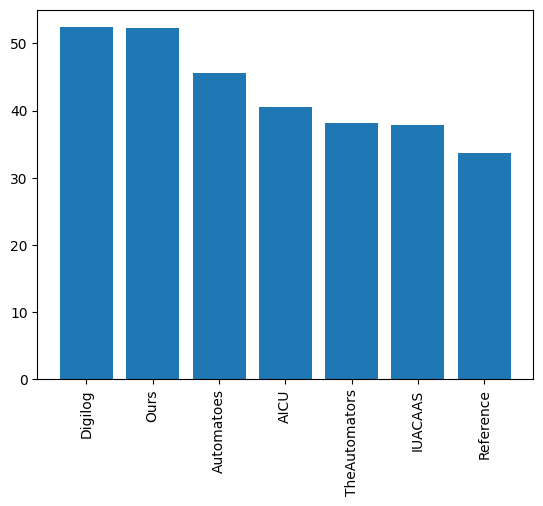 50
40
30
20
10
0
Digilog
Ours
Automatoes
AICU
TheAutomators
IUACAAS
Reference